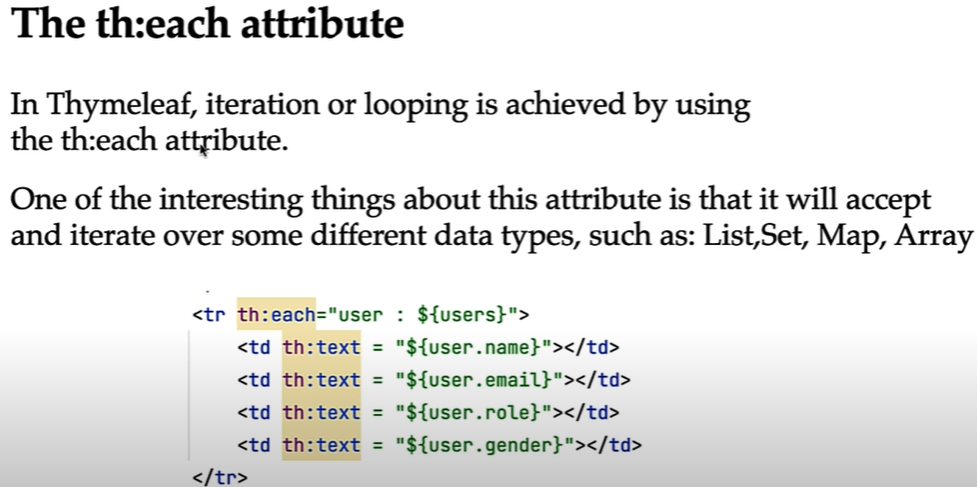 The th:each attribute
In Thymeleaf, iteration or looping is achieved by using
the th:each attribute.
One of the interesting things about this attribute is that it will accept
and iterate over some different data types, such as: List,Set, Map, Array
<tr th:each="user : ${users}">
<td th:text = "${user.name}"></td>
<td th:text = "${user.email}"></td>
<td th:text = "${user.role}"></td>
<td th:text = "${user.gender}"></td>
</tr>